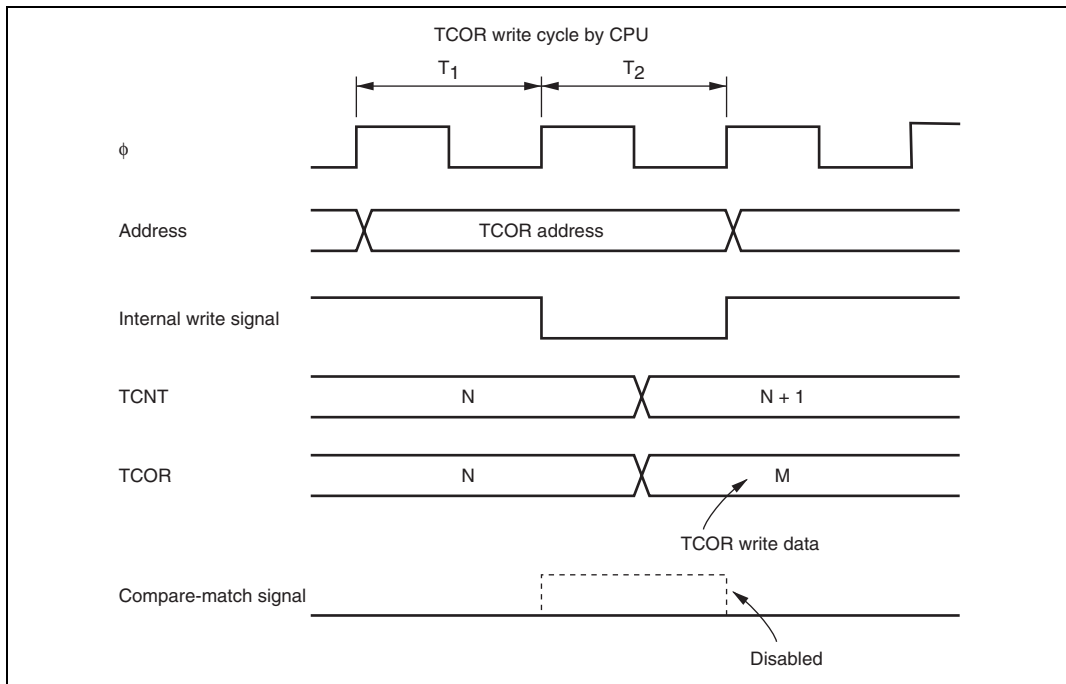 TCOR write cycle by CPU
T1 T2
ϕ
Address TCOR address
Internal write signal
TCNT N N + 1
TCOR N M
TCOR write data
Compare-match signal
Disabled